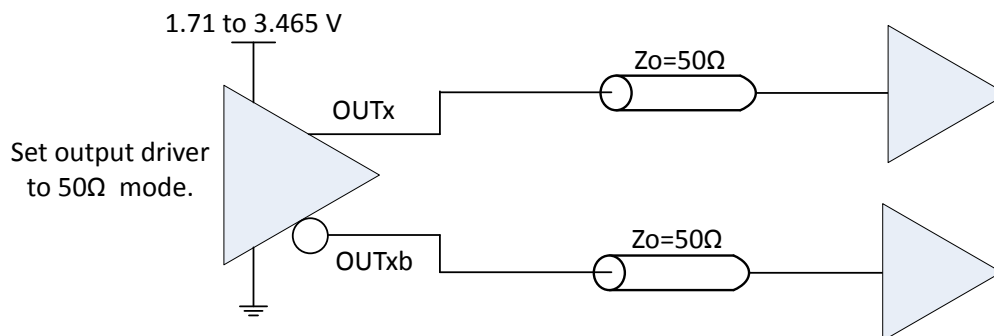 1.71 to 3.465 V
Zo=50Ω
OUTx
Set output driver
to 50Ω mode.
Zo=50Ω
OUTxb